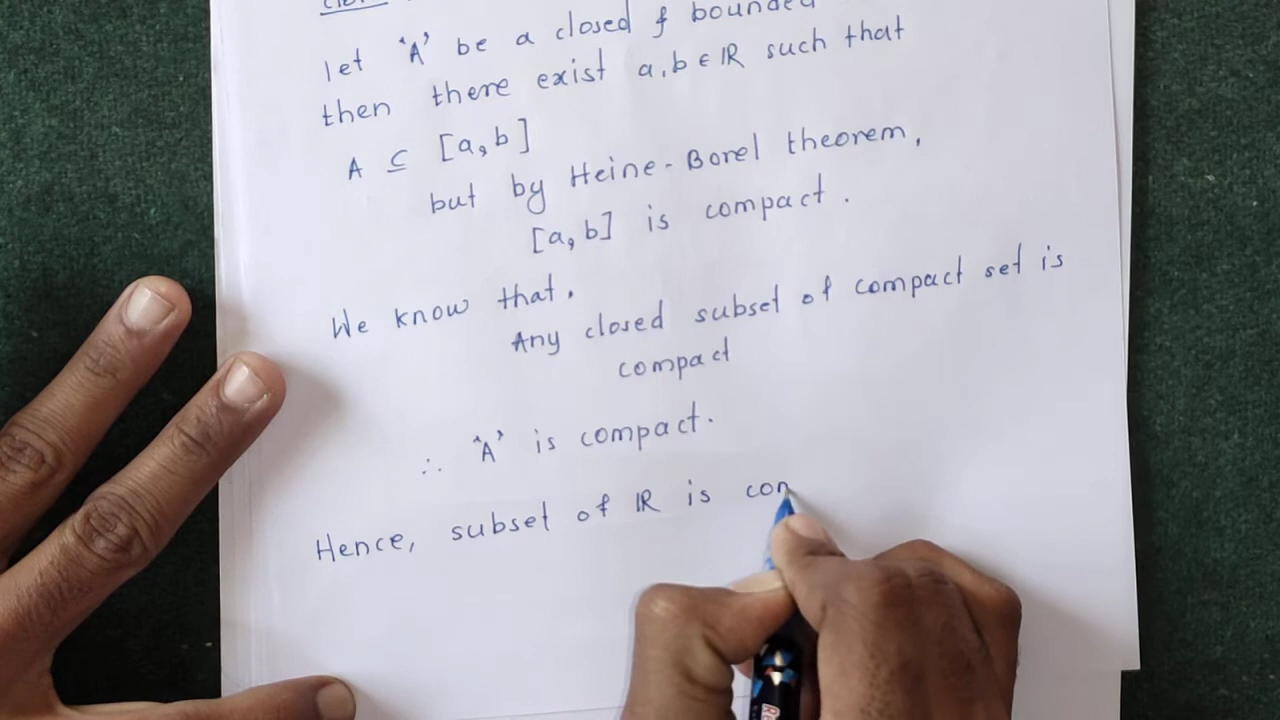 let 'A' be a closed & bounded
then there exist a,b ∈ ℝ such that
A ⊆ [a,b]
but by Heine-Borel theorem,
[a,b] is compact.
We know that,
Any closed subset of compact set is
compact
∴ 'A' is compact.
Hence, subset of ℝ is com